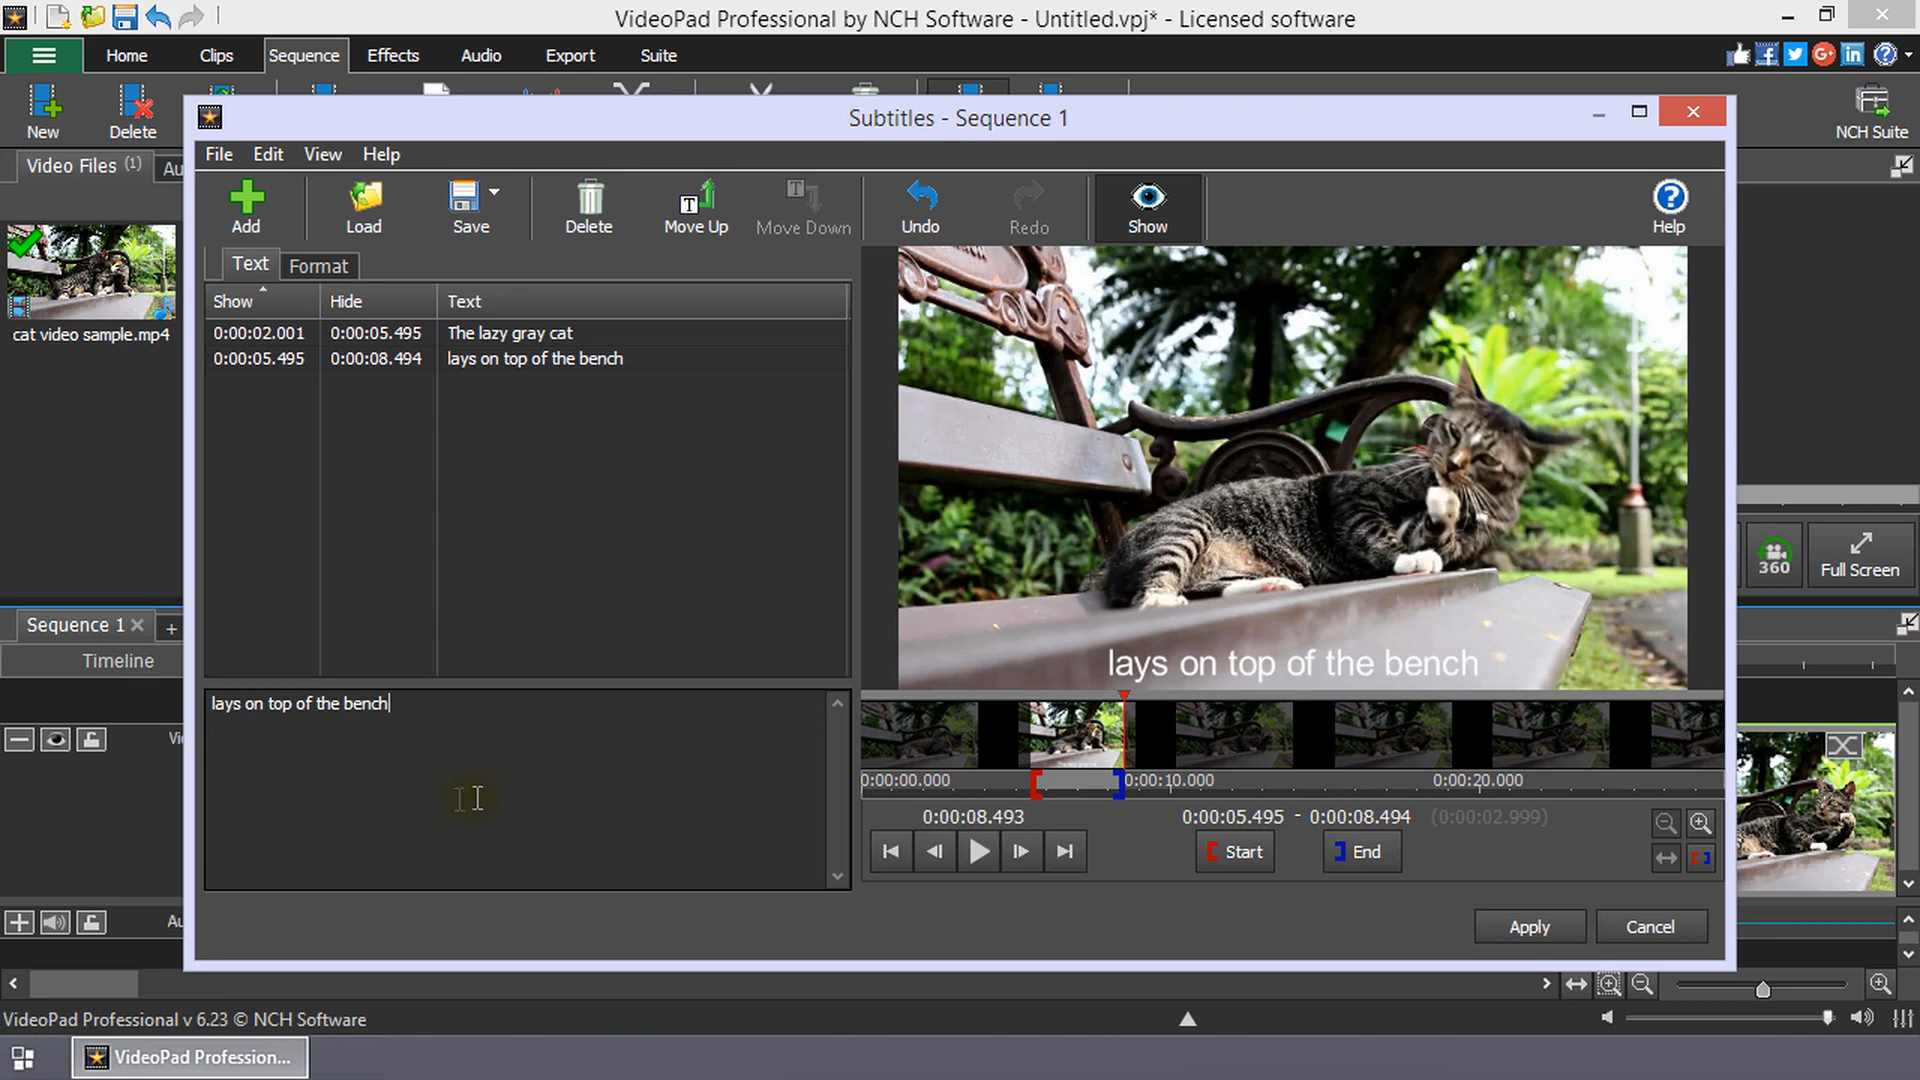 VideoPad Professional by NCH Software - Untitled.vpj* - Licensed software
Home Clips Sequence Effects Audio Export Suite
New Delete NCH Suite
Subtitles - Sequence 1
File Edit View Help
Add Load Save Delete Move Up Move Down Undo Redo Show Help
Video Files (1) Au
cat video sample.mp4
Text Format
Show Hide Text
0:00:02.001 0:00:05.495 The lazy gray cat
0:00:05.495 0:00:08.494 lays on top of the bench
lays on top of the bench
360 Full Screen
Sequence 1
Timeline
lays on top of the bench
0:00:00.000 0:00:10.000 0:00:20.000
0:00:08.493 0:00:05.495 - 0:00:08.494 (0:00:02.999)
Start End
Vi
Au
Apply Cancel
VideoPad Professional v 6.23 © NCH Software
VideoPad Profession...